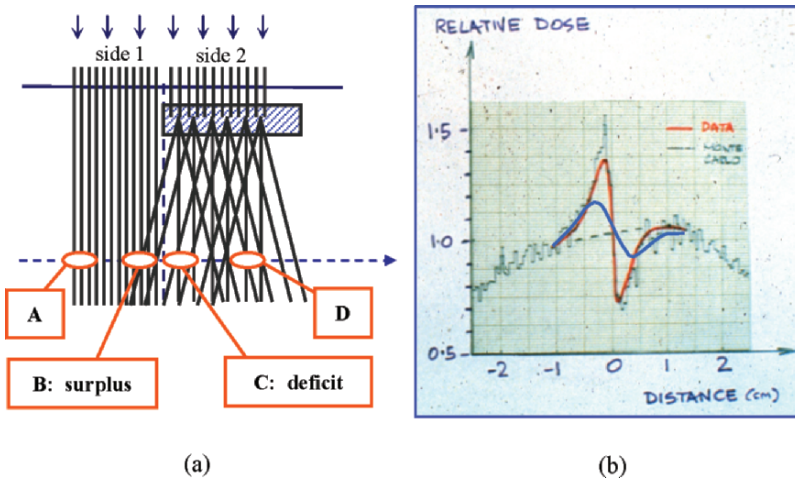 side 1
side 2
A
D
B: surplus
C: deficit
(a)
RELATIVE DOSE
DATA
MONTE
CARLO
1.5
1.0
0.5
-2
-1
0
1
2
DISTANCE (cm)
(b)